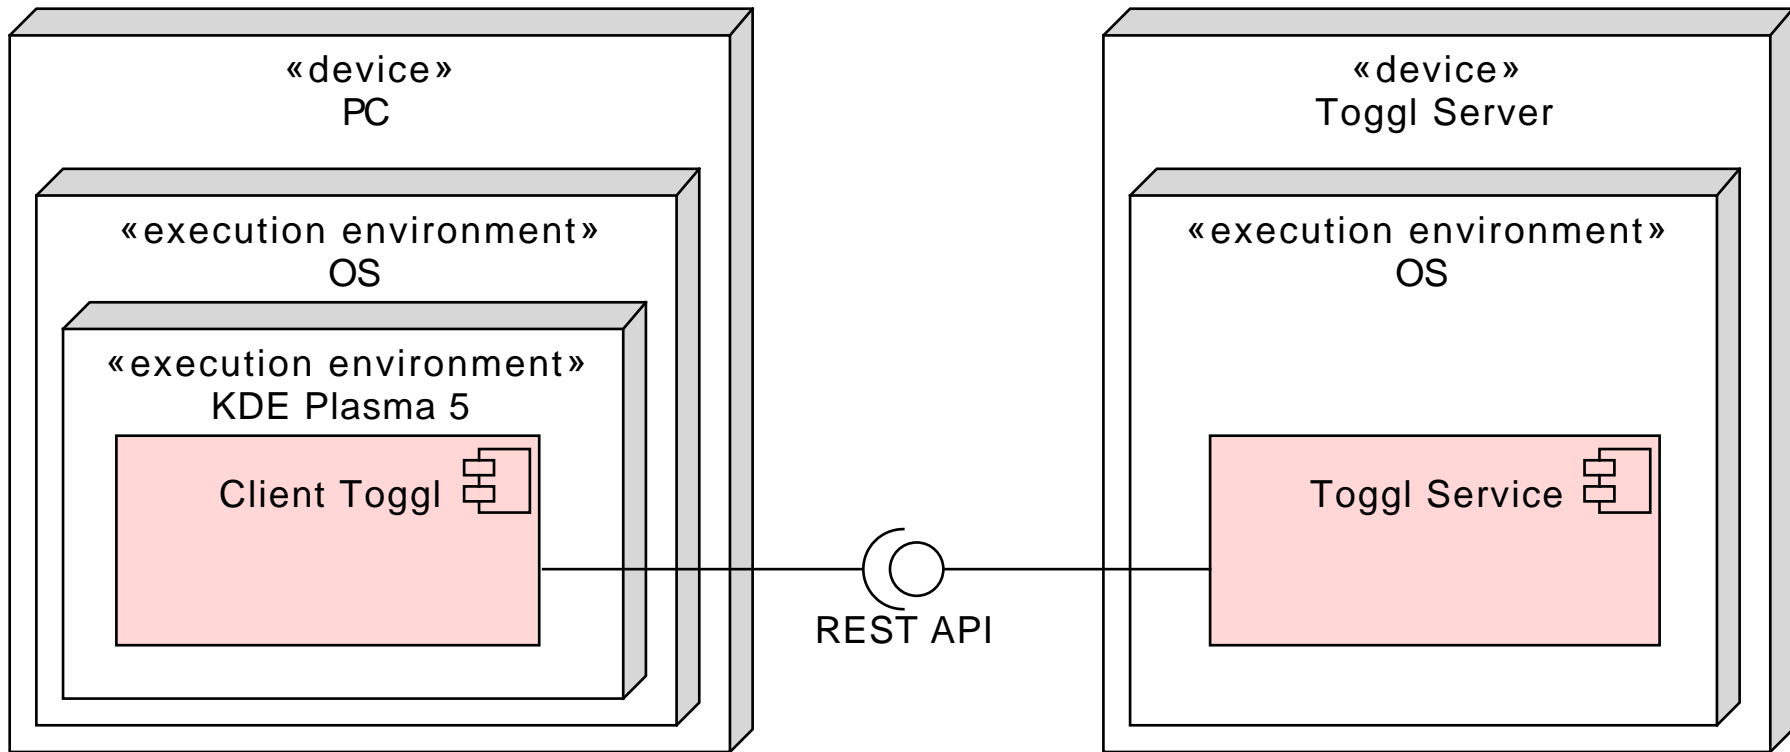 «device»
PC
«execution environment»
OS
«execution environment»
KDE Plasma 5
Client Toggl
REST API
«device»
Toggl Server
«execution environment»
OS
Toggl Service